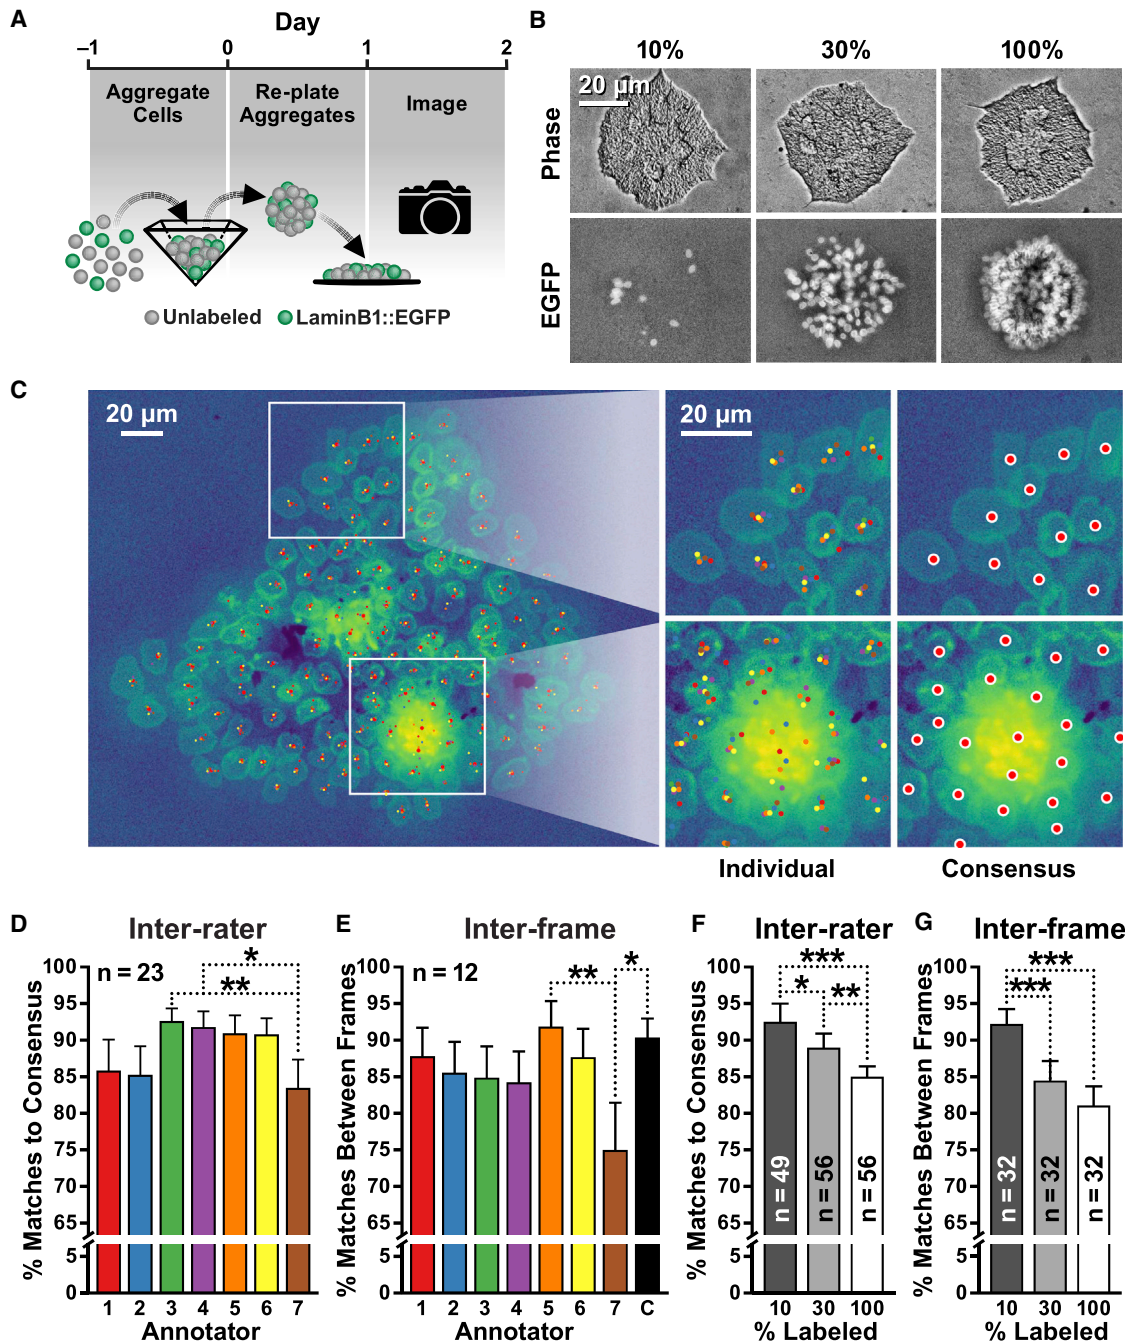 A
Day
–1 0 1 2
Aggregate
Cells
Re-plate
Aggregates
Image
Unlabeled LaminB1::EGFP
B
10% 30% 100%
20 µm
Phase
EGFP
C
20 µm
20 µm
Individual Consensus
D
Inter-rater
n = 23
*
**
% Matches to Consensus
100
95
90
85
80
75
70
65
5
0
1 2 3 4 5 6 7
Annotator
E
Inter-frame
n = 12
**
*
% Matches Between Frames
100
95
90
85
80
75
70
65
5
0
1 2 3 4 5 6 7 C
Annotator
F
Inter-rater
***
*
**
% Matches to Consensus
100
95
90
85
80
75
70
65
5
0
n = 49
n = 56
n = 56
10 30 100
% Labeled
G
Inter-frame
***
***
% Matches Between Frames
100
95
90
85
80
75
70
65
5
0
n = 32
n = 32
n = 32
10 30 100
% Labeled